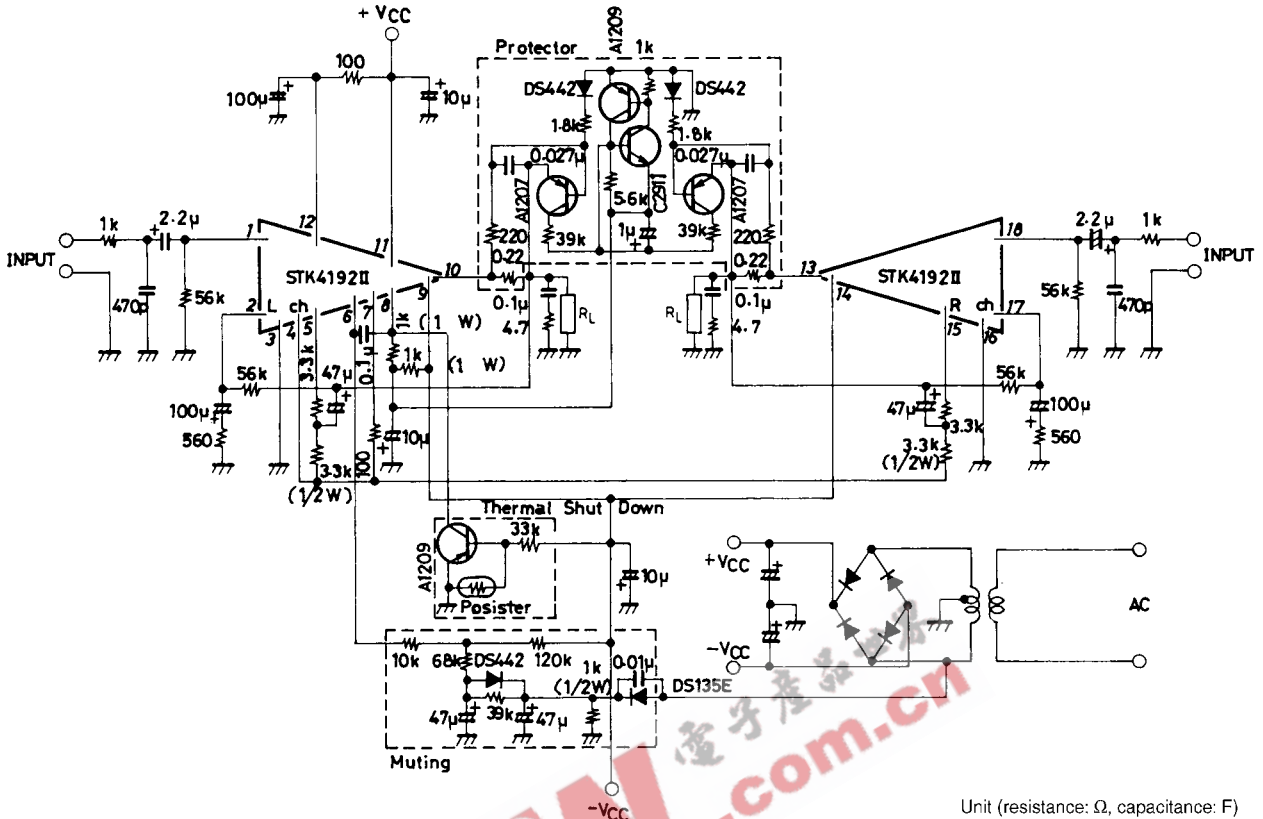 + VCC
A1209
Protector
1k
100
100μ
+
10μ
+
DS442
DS442
1.8k
1.8k
0.027μ
0.027μ
A1207
5.6k
C2911
A1207
1μ
+
39k
39k
220
220
0.22
0.22
1k
2.2μ
+
1
12
11
10
INPUT
STK4192II
470p
56k
2
L
ch
3
4
5
6
7
8
9
0.1μ
4.7
RL
RL
0.1μ
4.7
13
14
STK4192II
R
ch
15
16
17
18
2.2μ
+
1k
INPUT
56k
470p
1k
(1 W)
1k
(1 W)
0.1μ
3.3k
47μ
+
56k
100μ
+
560
3.3k
(1/2W)
100
10μ
+
56k
47μ
+
3.3k
3.3k
(1/2W)
100μ
+
560
Thermal Shut Down
33k
A1209
Posister
10μ
+
+VCC
+
+
−VCC
AC
10k
68k
DS442
120k
1k
(1/2W)
0.01μ
DS135E
47μ
+
39k
47μ
+
Muting
−VCC
電子産品世界
.com.cn
Unit (resistance: Ω, capacitance: F)